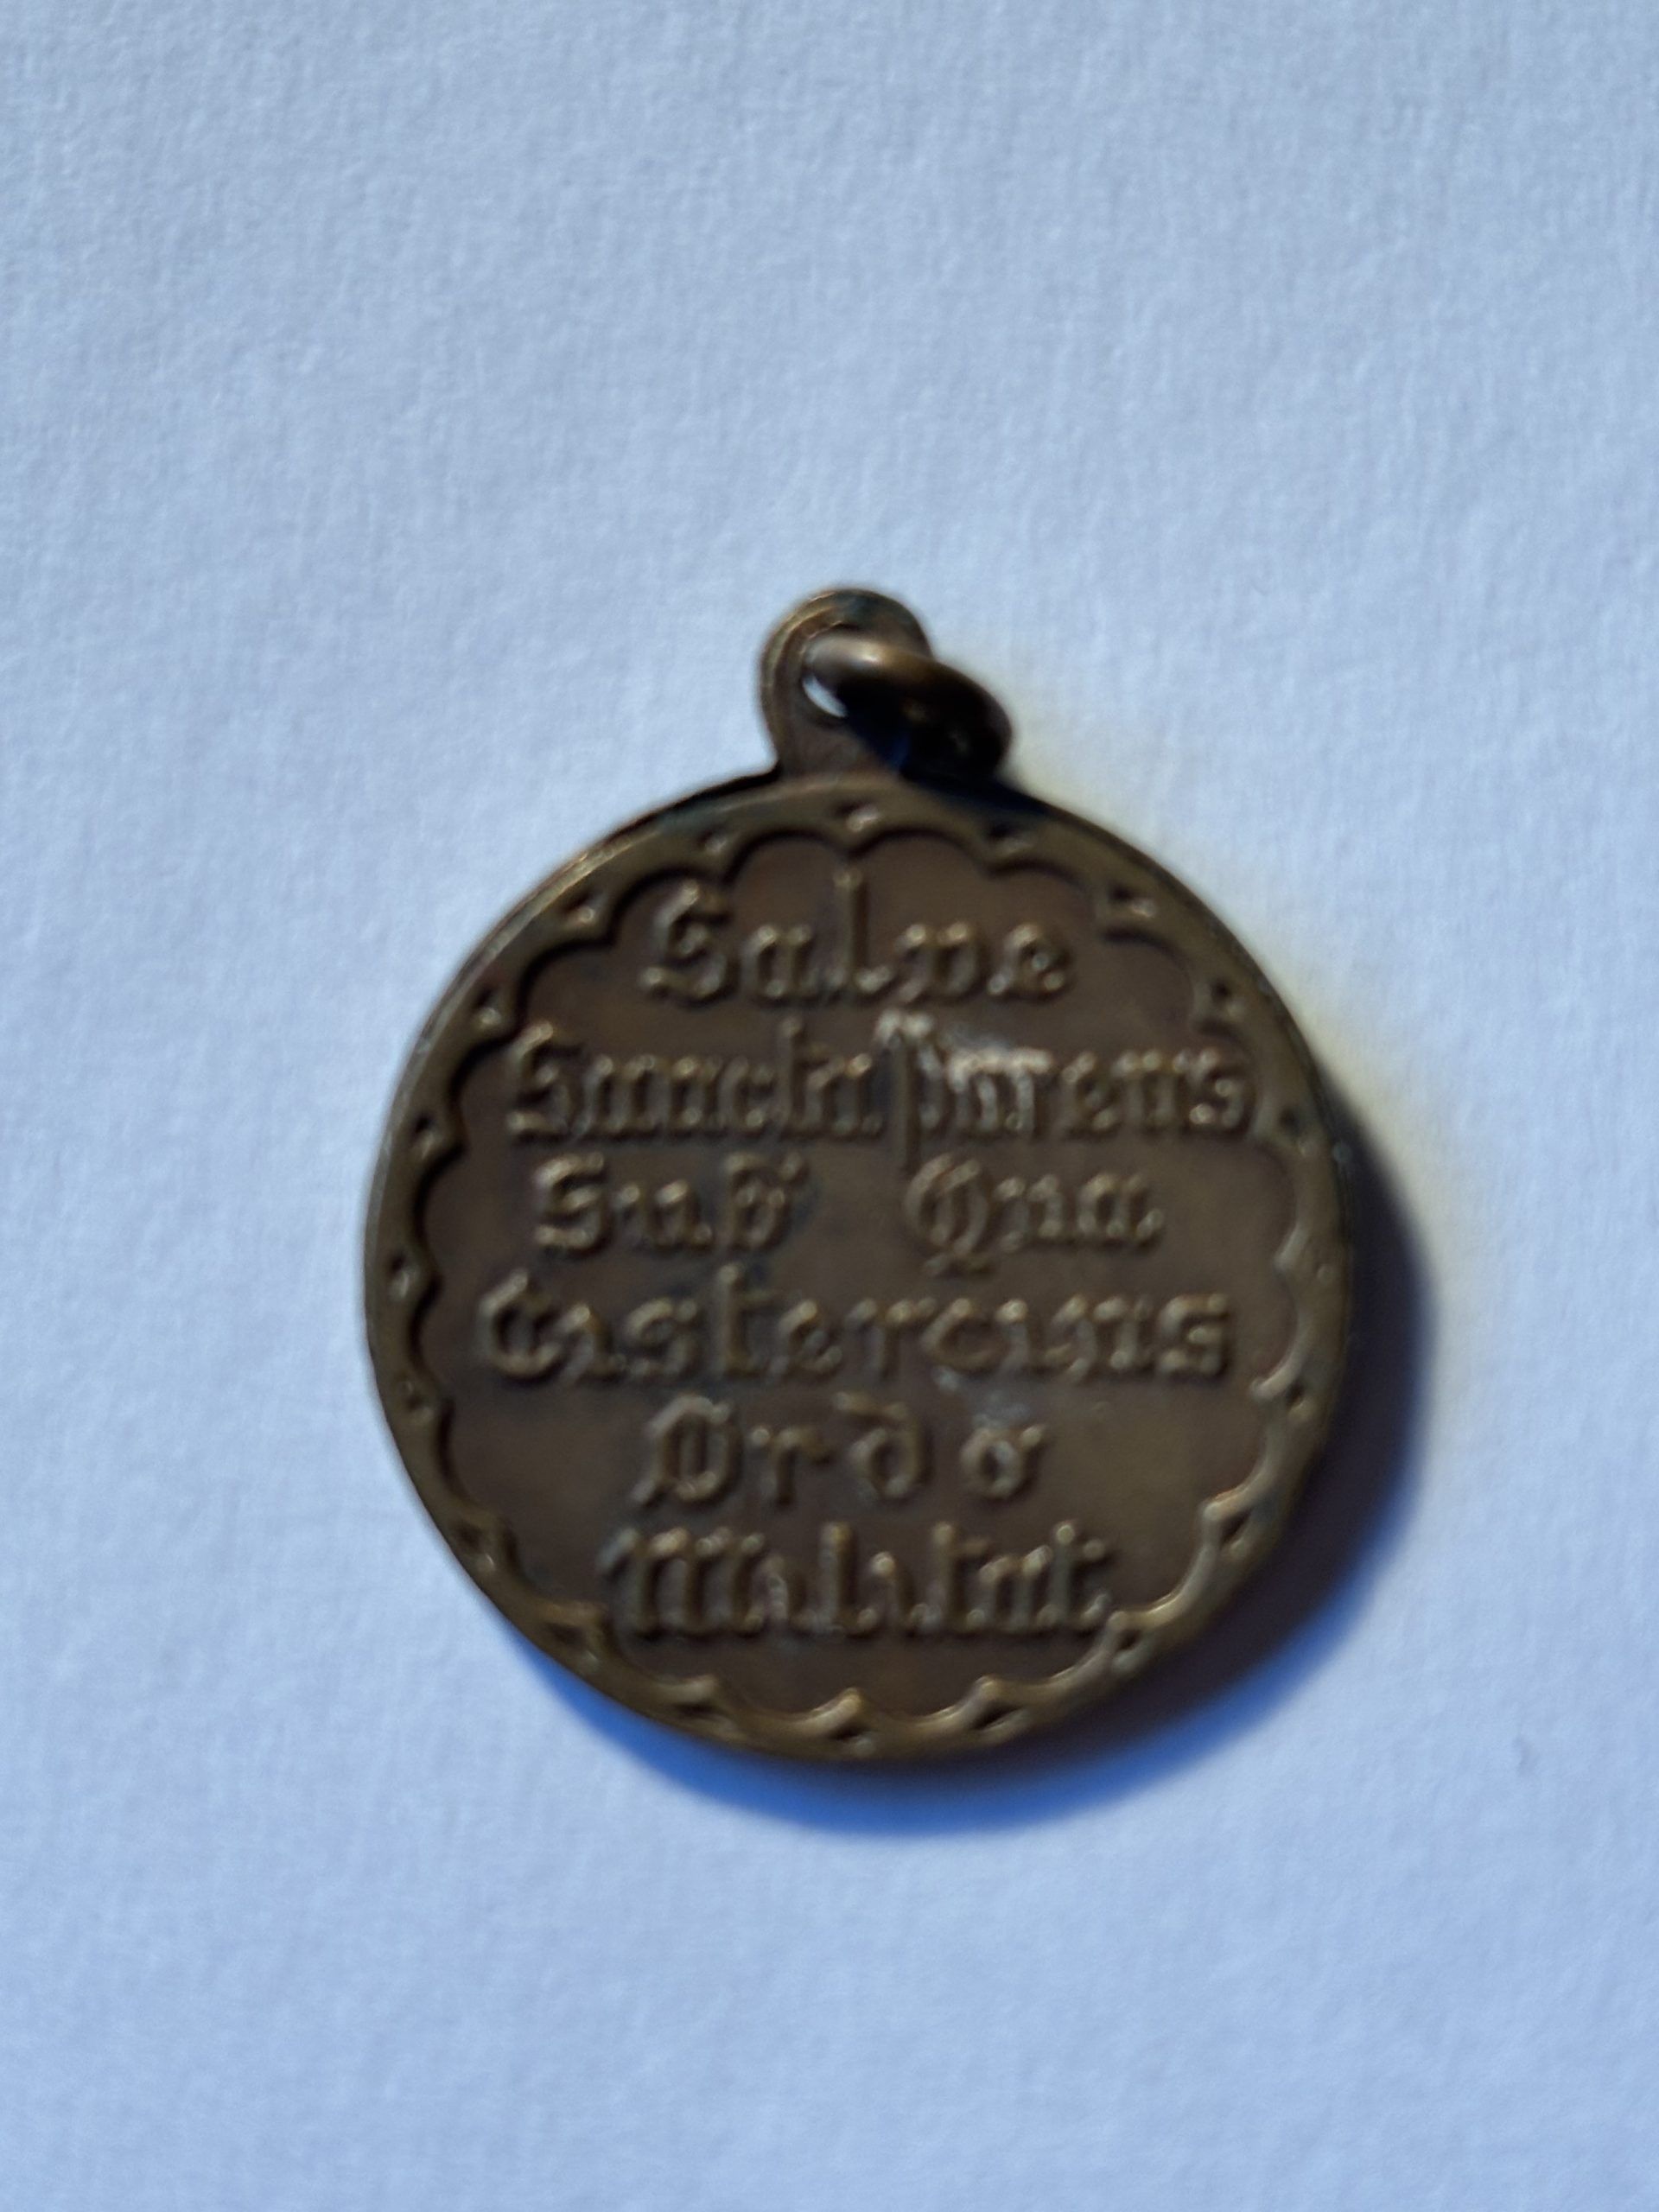 Salve
Sancta Parens
Sub Qua
Cistercius
Ordo
Militat